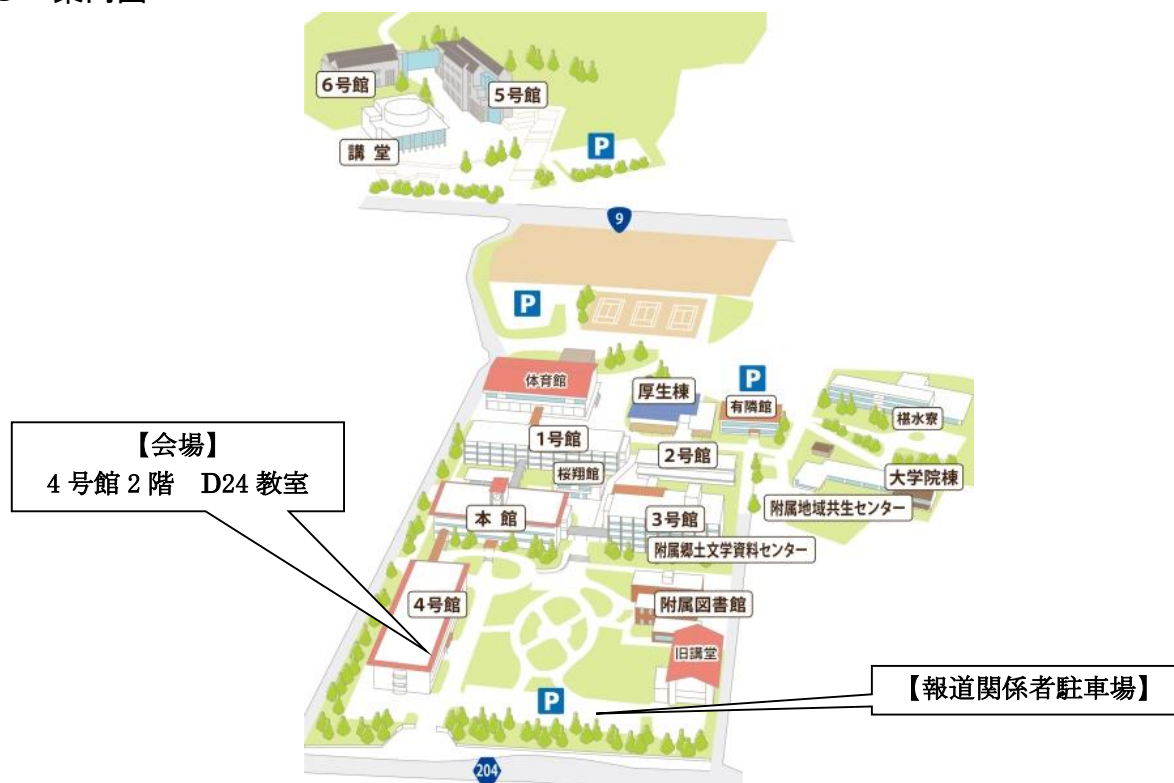 6号館
5号館
講 堂
P
9
P
体育館
厚生棟
P
有隣館
椹水寮
【会場】
4号館2階 D24教室
1号館
2号館
桜翔館
大学院棟
附属地域共生センター
本 館
3号館
附属郷土文学資料センター
4号館
附属図書館
旧講堂
【報道関係者駐車場】
P
204